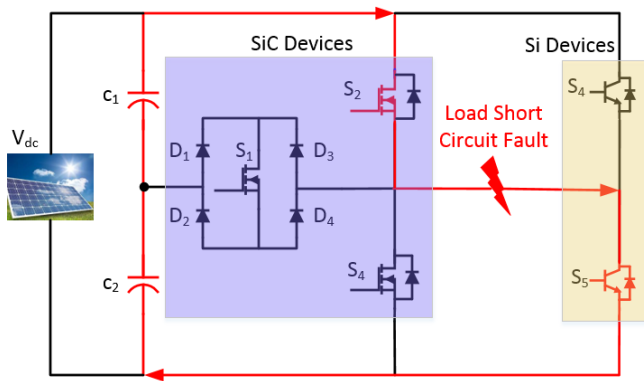 SiC Devices
Si Devices
S2
S4
C1
Load Short
Circuit Fault
Vdc
D1
S1
D3
D2
D4
S4
C2
S5